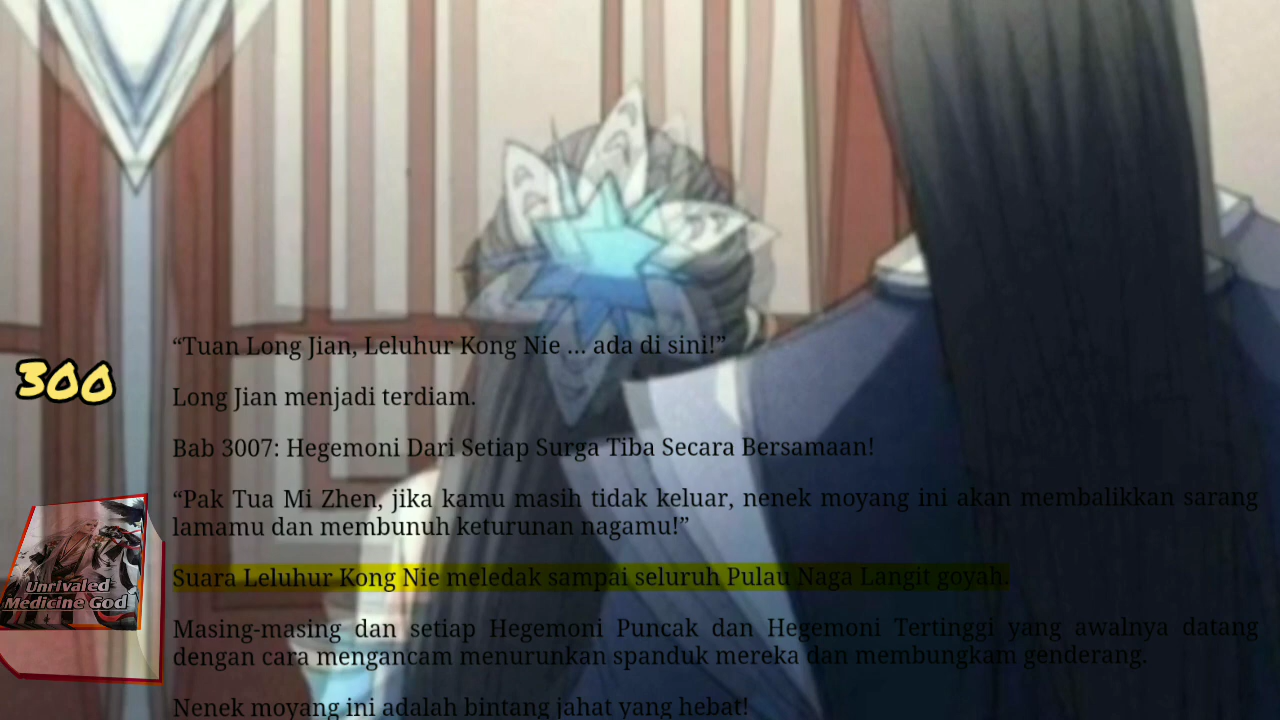 “Tuan Long Jian, Leluhur Kong Nie ... ada di sini!”
Long Jian menjadi terdiam.
300
Bab 3007: Hegemoni Dari Setiap Surga Tiba Secara Bersamaan!
“Pak Tua Mi Zhen, jika kamu masih tidak keluar, nenek moyang ini akan membalikkan sarang
lamamu dan membunuh keturunan nagamu!”
Suara Leluhur Kong Nie meledak sampai seluruh Pulau Naga Langit goyah.
Unrivaled
Medicine God
Masing-masing dan setiap Hegemoni Puncak dan Hegemoni Tertinggi yang awalnya datang
dengan cara mengancam menurunkan spanduk mereka dan membungkam genderang.
Nenek moyang ini adalah bintang jahat yang hebat!